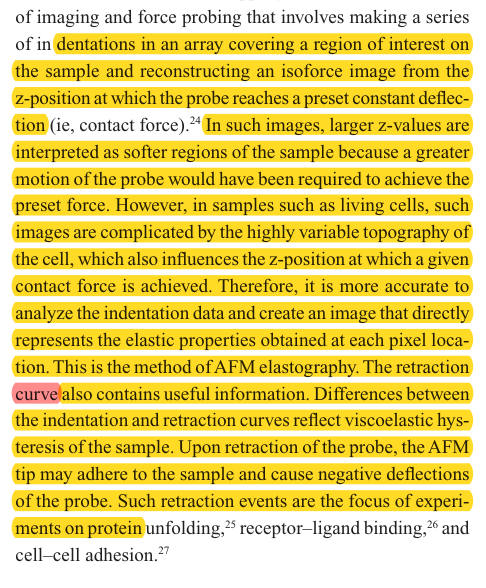 of imaging and force probing that involves making a series
of in dentations in an array covering a region of interest on
the sample and reconstructing an isoforce image from the
z-position at which the probe reaches a preset constant deflec-
tion (ie, contact force).24 In such images, larger z-values are
interpreted as softer regions of the sample because a greater
motion of the probe would have been required to achieve the
preset force. However, in samples such as living cells, such
images are complicated by the highly variable topography of
the cell, which also influences the z-position at which a given
contact force is achieved. Therefore, it is more accurate to
analyze the indentation data and create an image that directly
represents the elastic properties obtained at each pixel loca-
tion. This is the method of AFM elastography. The retraction
curve also contains useful information. Differences between
the indentation and retraction curves reflect viscoelastic hys-
teresis of the sample. Upon retraction of the probe, the AFM
tip may adhere to the sample and cause negative deflections
of the probe. Such retraction events are the focus of experi-
ments on protein unfolding,25 receptor–ligand binding,26 and
cell–cell adhesion.27